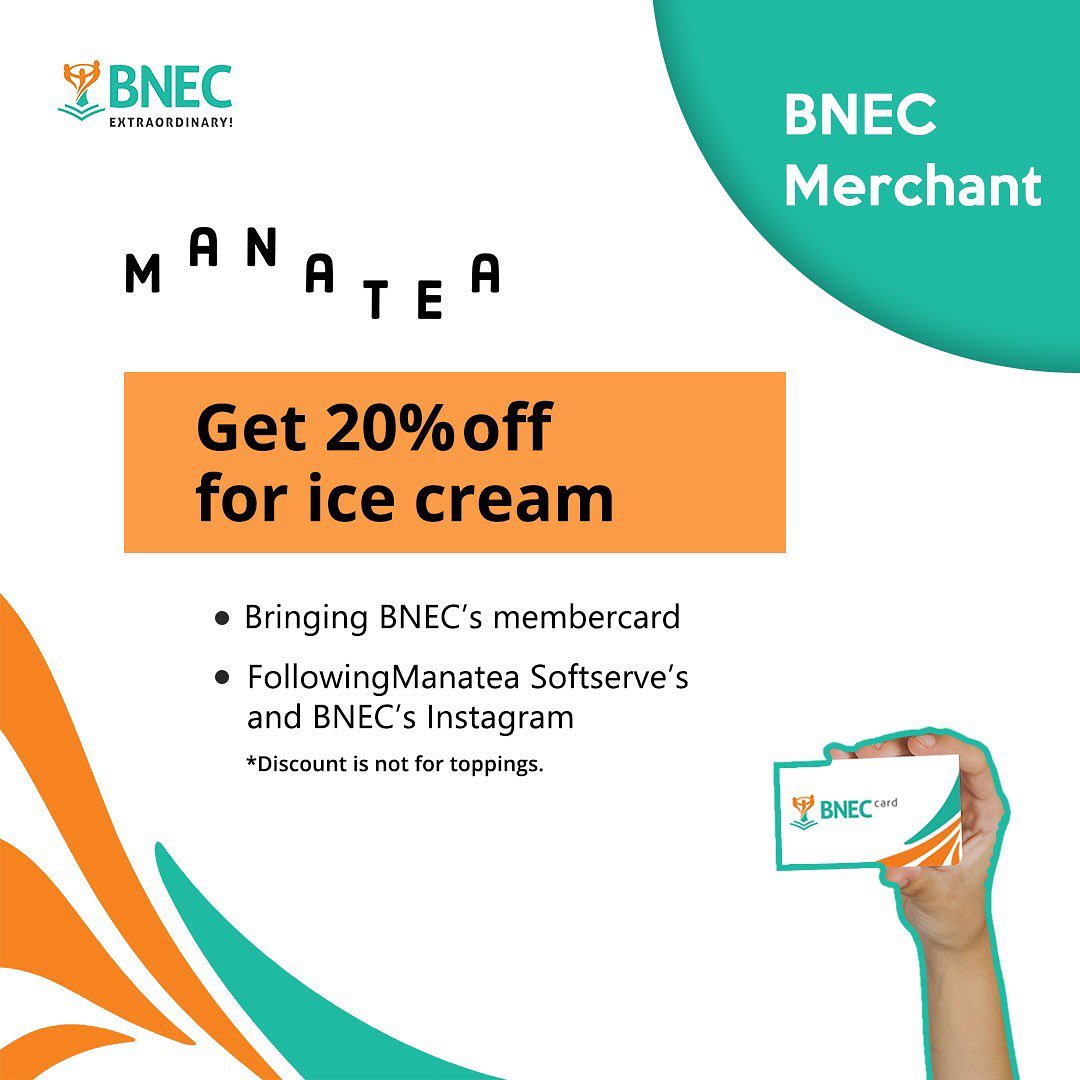 BNEC
EXTRAORDINARY!
BNEC
Merchant
MANATEA
Get 20% off
for ice cream
• Bringing BNEC’s membercard
• FollowingManatea Softserve’s
and BNEC’s Instagram
*Discount is not for toppings.
BNEC card